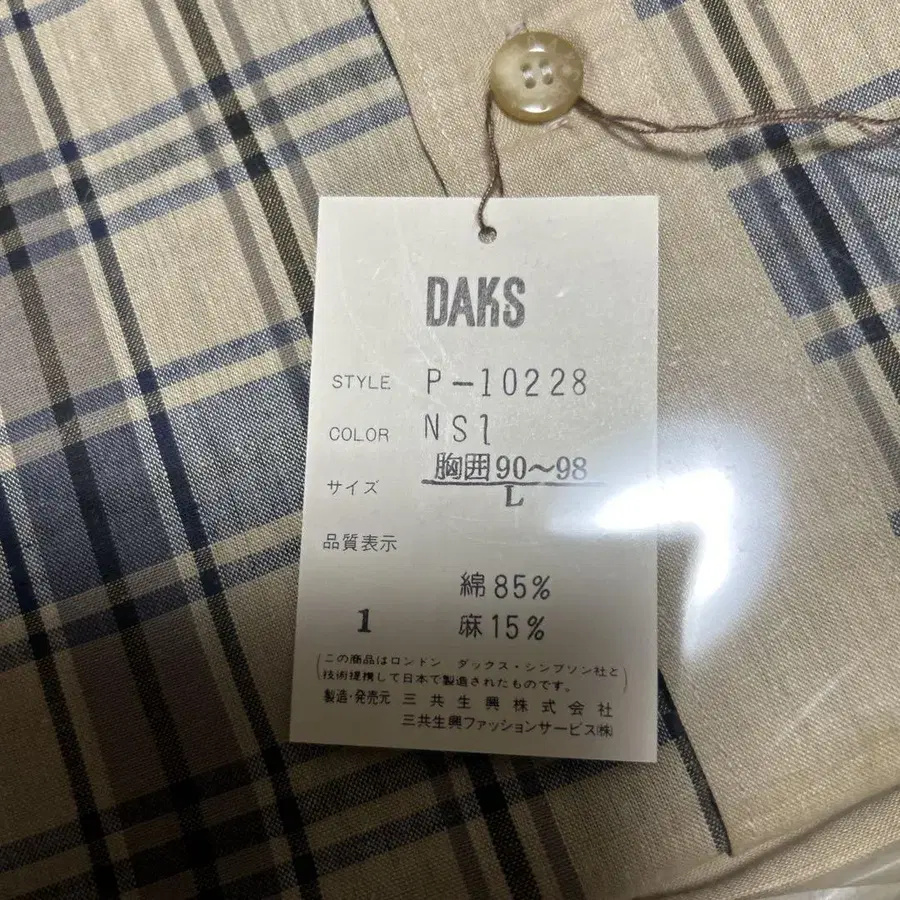 DAKS
STYLE P-10228
COLOR NS1
サイズ 胸囲90〜98
L
品質表示
綿 85%
1 麻 15%
(この商品はロンドン ダックス・シンプソン社と
技術提携して日本で製造されたものです。)
製造・発売元 三共生興株式会社
三共生興ファッションサービス㈱